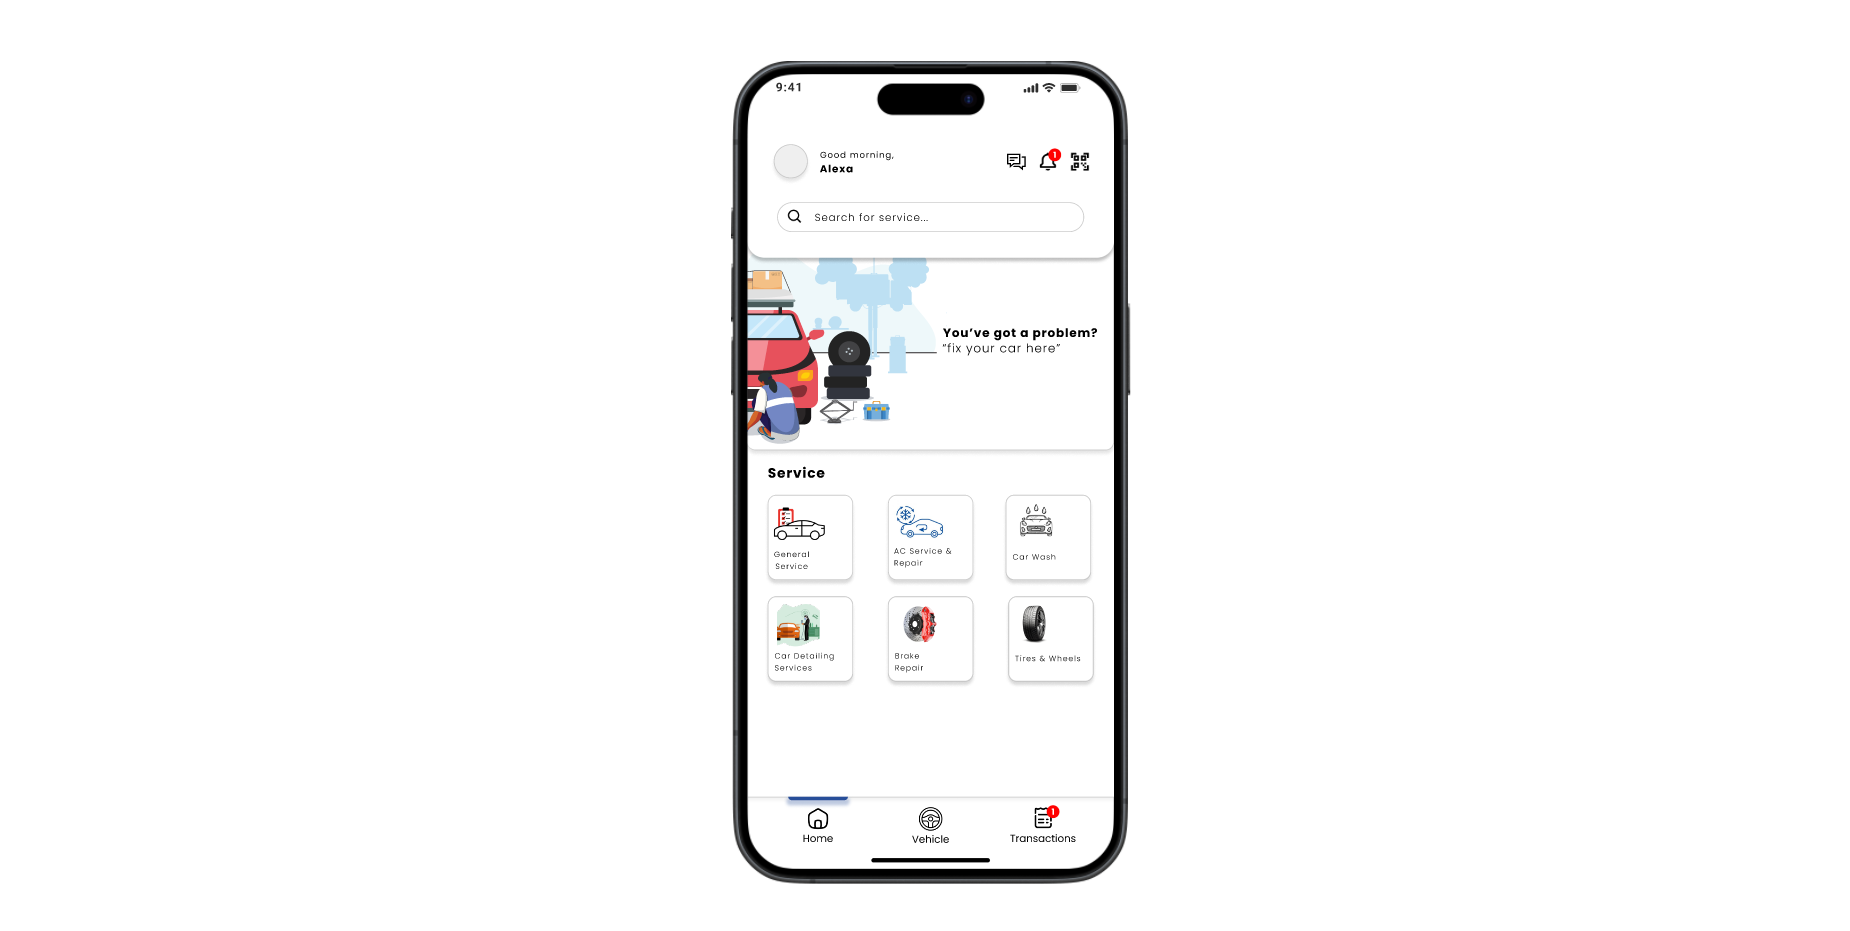 9:41
Good morning,
Alexa
1
Search for service...
You've got a problem?
"fix your car here"
Service
General
Service
AC Service &
Repair
Car Wash
Car Detailing
Services
Brake
Repair
Tires & Wheels
1
Home
Vehicle
Transactions